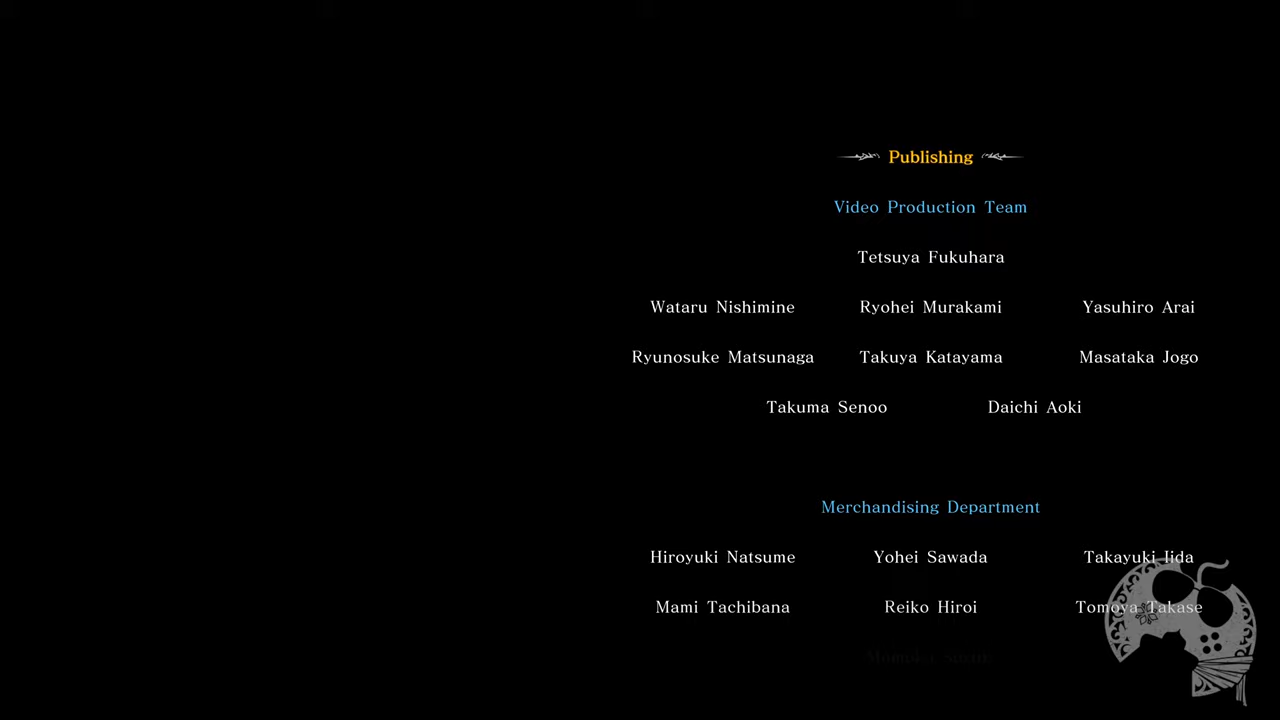 Publishing
Video Production Team
Tetsuya Fukuhara
Wataru Nishimine Ryohei Murakami Yasuhiro Arai
Ryunosuke Matsunaga Takuya Katayama Masataka Jogo
Takuma Senoo Daichi Aoki
Merchandising Department
Hiroyuki Natsume Yohei Sawada Takayuki Iida
Mami Tachibana Reiko Hiroi Tomoya Takase